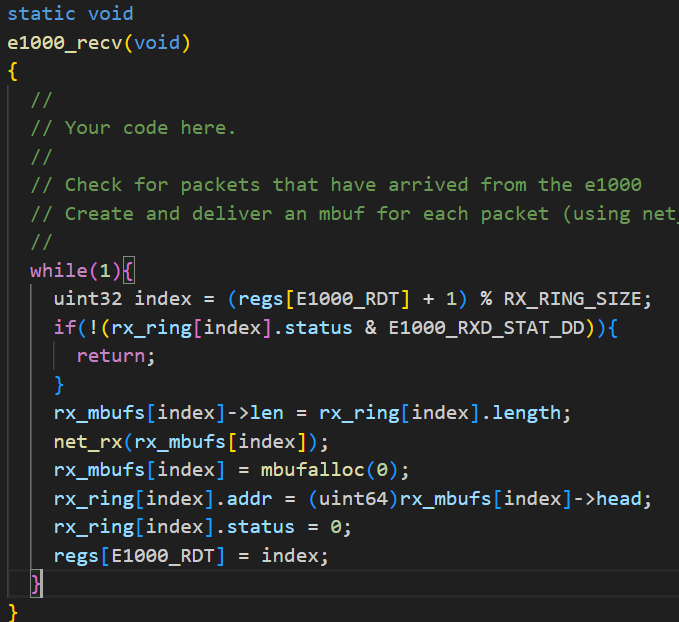 static void
e1000_recv(void)
{
  //
  // Your code here.
  //
  // Check for packets that have arrived from the e1000
  // Create and deliver an mbuf for each packet (using net_
  //
  while(1){
    uint32 index = (regs[E1000_RDT] + 1) % RX_RING_SIZE;
    if(!(rx_ring[index].status & E1000_RXD_STAT_DD)){
      return;
    }
    rx_mbufs[index]->len = rx_ring[index].length;
    net_rx(rx_mbufs[index]);
    rx_mbufs[index] = mbufalloc(0);
    rx_ring[index].addr = (uint64)rx_mbufs[index]->head;
    rx_ring[index].status = 0;
    regs[E1000_RDT] = index;
  }
}